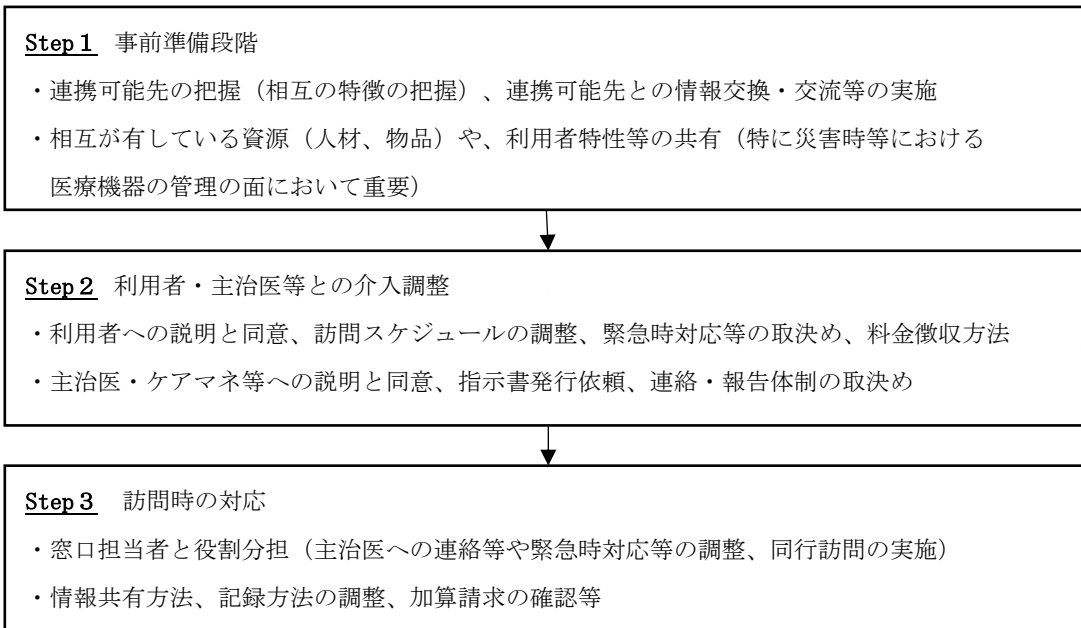 Step１ 事前準備段階
・連携可能先の把握（相互の特徴の把握）、連携可能先との情報交換・交流等の実施
・相互が有している資源（人材、物品）や、利用者特性等の共有（特に災害時等における
医療機器の管理の面において重要）
Step２ 利用者・主治医等との介入調整
・利用者への説明と同意、訪問スケジュールの調整、緊急時対応等の取決め、料金徴収方法
・主治医・ケアマネ等への説明と同意、指示書発行依頼、連絡・報告体制の取決め
Step３ 訪問時の対応
・窓口担当者と役割分担（主治医への連絡等や緊急時対応等の調整、同行訪問の実施）
・情報共有方法、記録方法の調整、加算請求の確認等